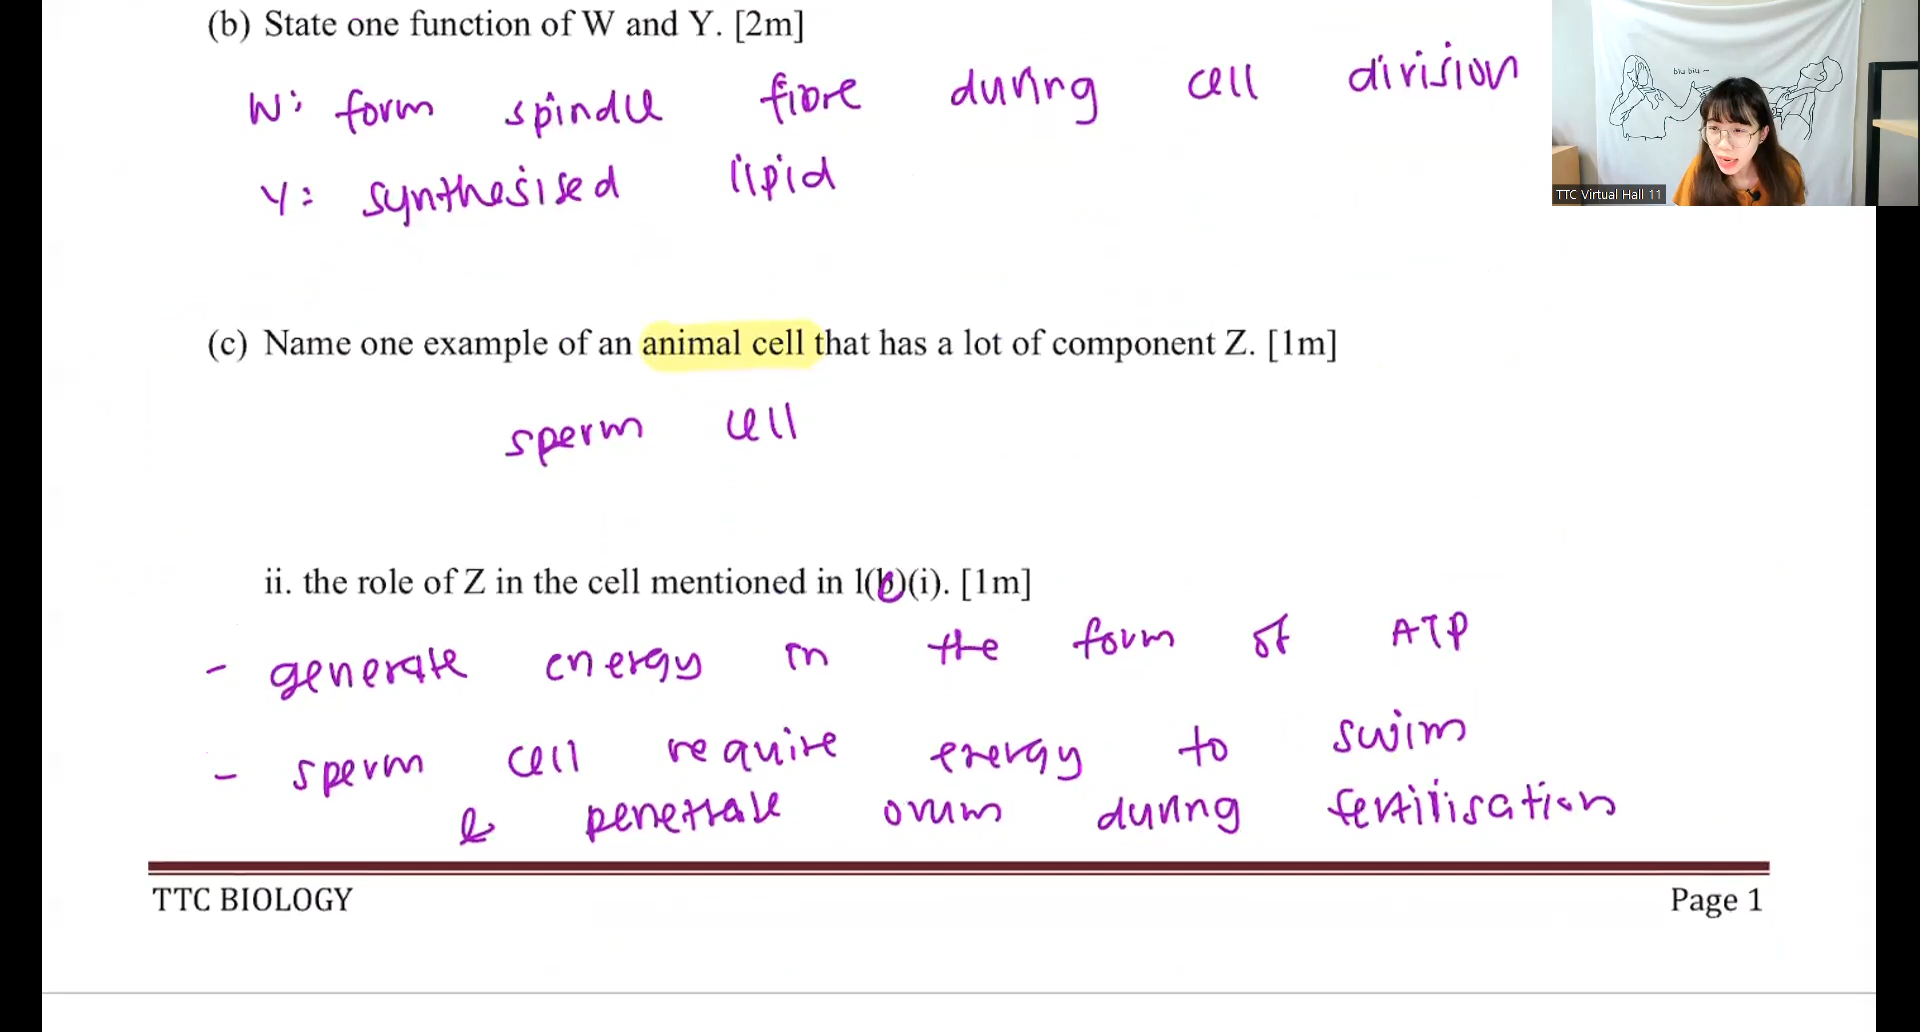 (b) State one function of W and Y. [2m]
W: form spindle fibre during cell division
Y: synthesised lipid
biu biu ~
TTC Virtual Hall 11
(c) Name one example of an animal cell that has a lot of component Z. [1m]
sperm cell
ii. the role of Z in the cell mentioned in 1(c)(i). [1m]
- generate energy in the form of ATP
- sperm cell require energy to swim
& penetrate ovum during fertilisation
TTC BIOLOGY
Page 1